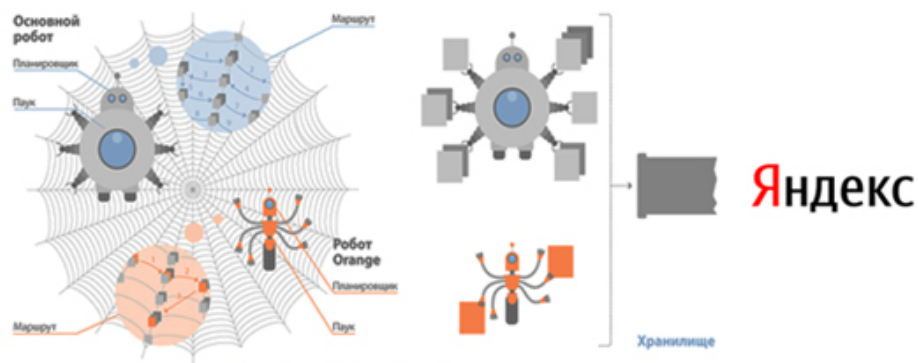 Основной
робот
Планировщик
Паук
Маршрут
Робот
Orange
Планировщик
Паук
Маршрут
Яндекс
Хранилище